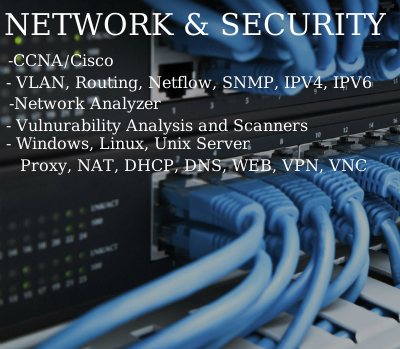 NETWORK & SECURITY
-CCNA/Cisco
- VLAN, Routing, Netflow, SNMP, IPV4, IPV6
-Network Analyzer
- Vulnurability Analysis and Scanners
- Windows, Linux, Unix Server
Proxy, NAT, DHCP, DNS, WEB, VPN, VNC